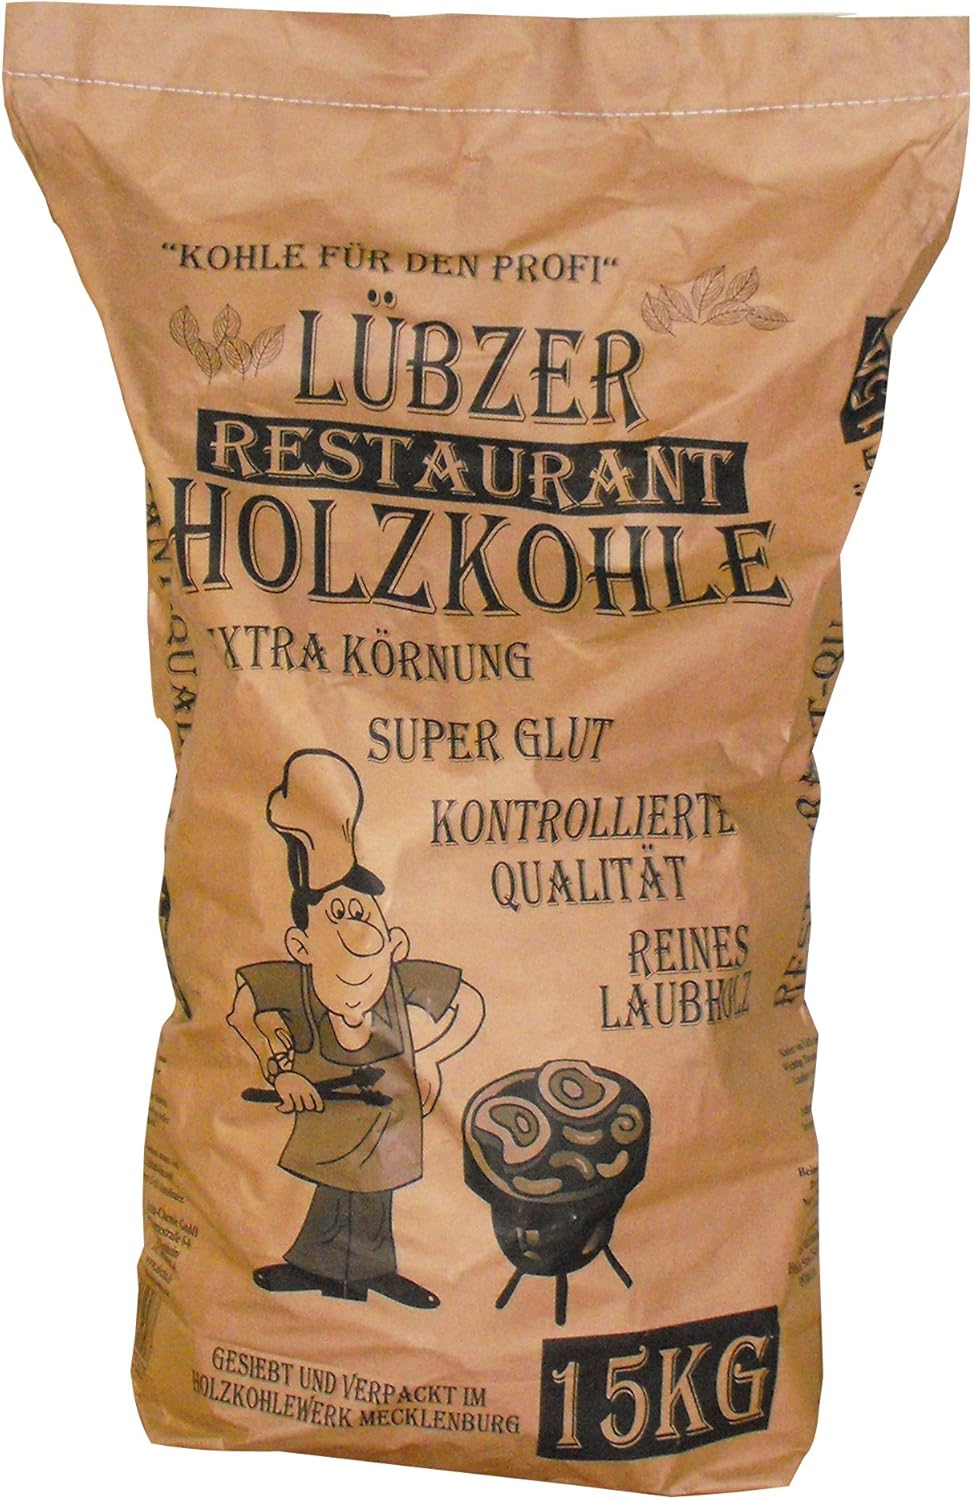 “KOHLE FÜR DEN PROFI“
LÜBZER
RESTAURANT
HOLZKOHLE
EXTRA KÖRNUNG
SUPER GLUT
KONTROLLIERTE
QUALITÄT
REINES
LAUBHOLZ
GESIEBT UND VERPACKT IM
HOLZKOHLEWERK MECKLENBURG
15KG